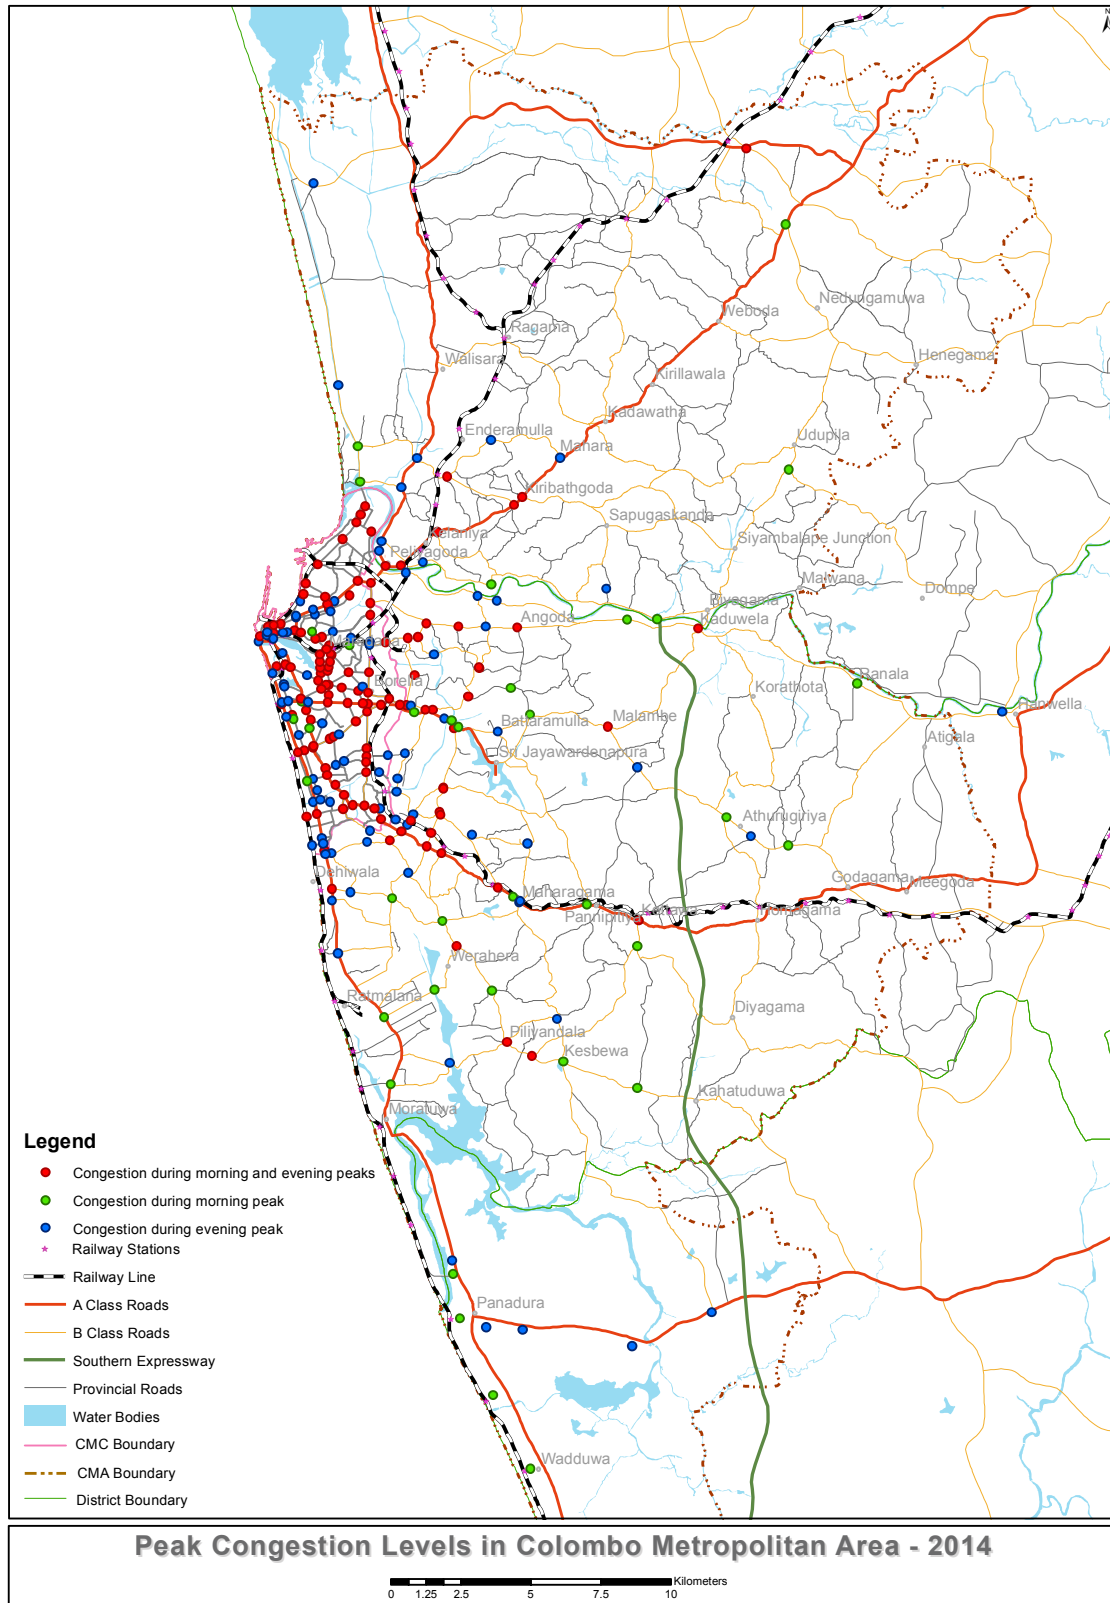 N
Nedungamuwa
Weboda
Ragama
Henegama
Walisara
Kirillawala
Kadawatha
Enderamulla
Udupila
Mahara
Kiribathgoda
Sapugaskanda
Kelaniya
Siyambalape Junction
Peliyagoda
Malwana
Dompe
Biyagama
Angoda
Kaduwela
Maradana
Ranala
Borella
Korathota
Hanwella
Malambe
Battaramulla
Atigala
Sri Jayawardenapura
Athurugiriya
Dehiwala
Godagama
Meegoda
Maharagama
Pannipitiya
Kottawa
Homagama
Werahera
Ratmalana
Diyagama
Piliyandala
Kesbewa
Kahatuduwa
Moratuwa
Legend
Congestion during morning and evening peaks
Congestion during morning peak
Congestion during evening peak
Railway Stations
Railway Line
A Class Roads
Panadura
B Class Roads
Southern Expressway
Provincial Roads
Water Bodies
CMC Boundary
Wadduwa
CMA Boundary
District Boundary
Peak Congestion Levels in Colombo Metropolitan Area - 2014
Kilometers
0 1.25 2.5 5 7.5 10